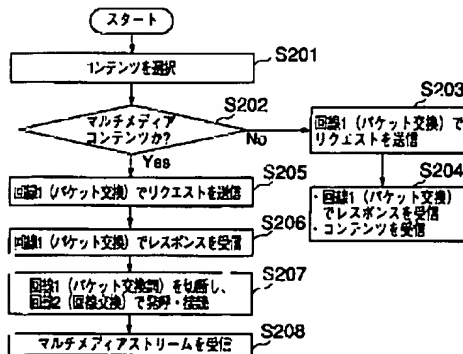 スタート
S201
コンテンツを選択
S202
マルチメディア
コンテンツか?
No
Yes
S203
回線1(パケット交換)で
リクエストを送信
S204
・回線1(パケット交換)
でレスポンスを受信
・コンテンツを受信
S205
回線1(パケット交換)でリクエストを送信
S206
回線1(パケット交換)でレスポンスを受信
S207
回線1(パケット交換網)を切断し、
回線2(回線交換)で発呼・接続
S208
マルチメディアストリームを受信